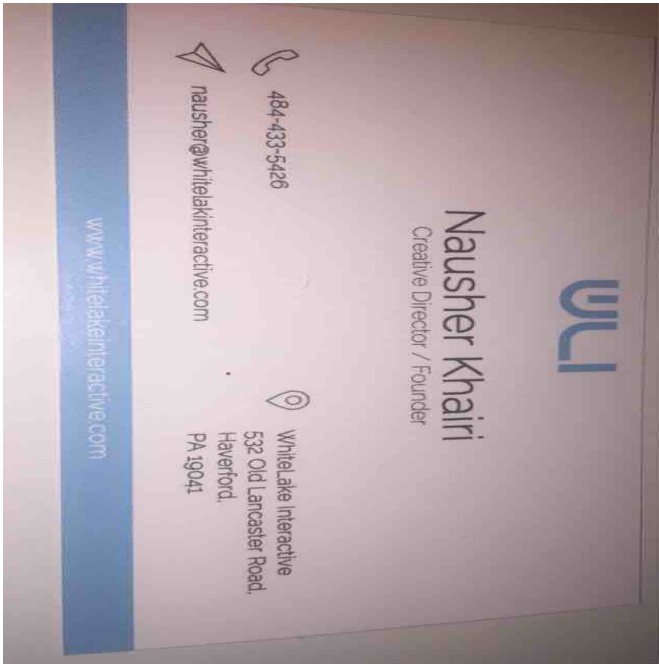 WLI
Nausher Khairi
Creative Director / Founder
484-433-5426
nausher@whitelakinteractive.com
WhiteLake Interactive
532 Old Lancaster Road,
Haverford,
PA 19041
www.whitelakeinteractive.com